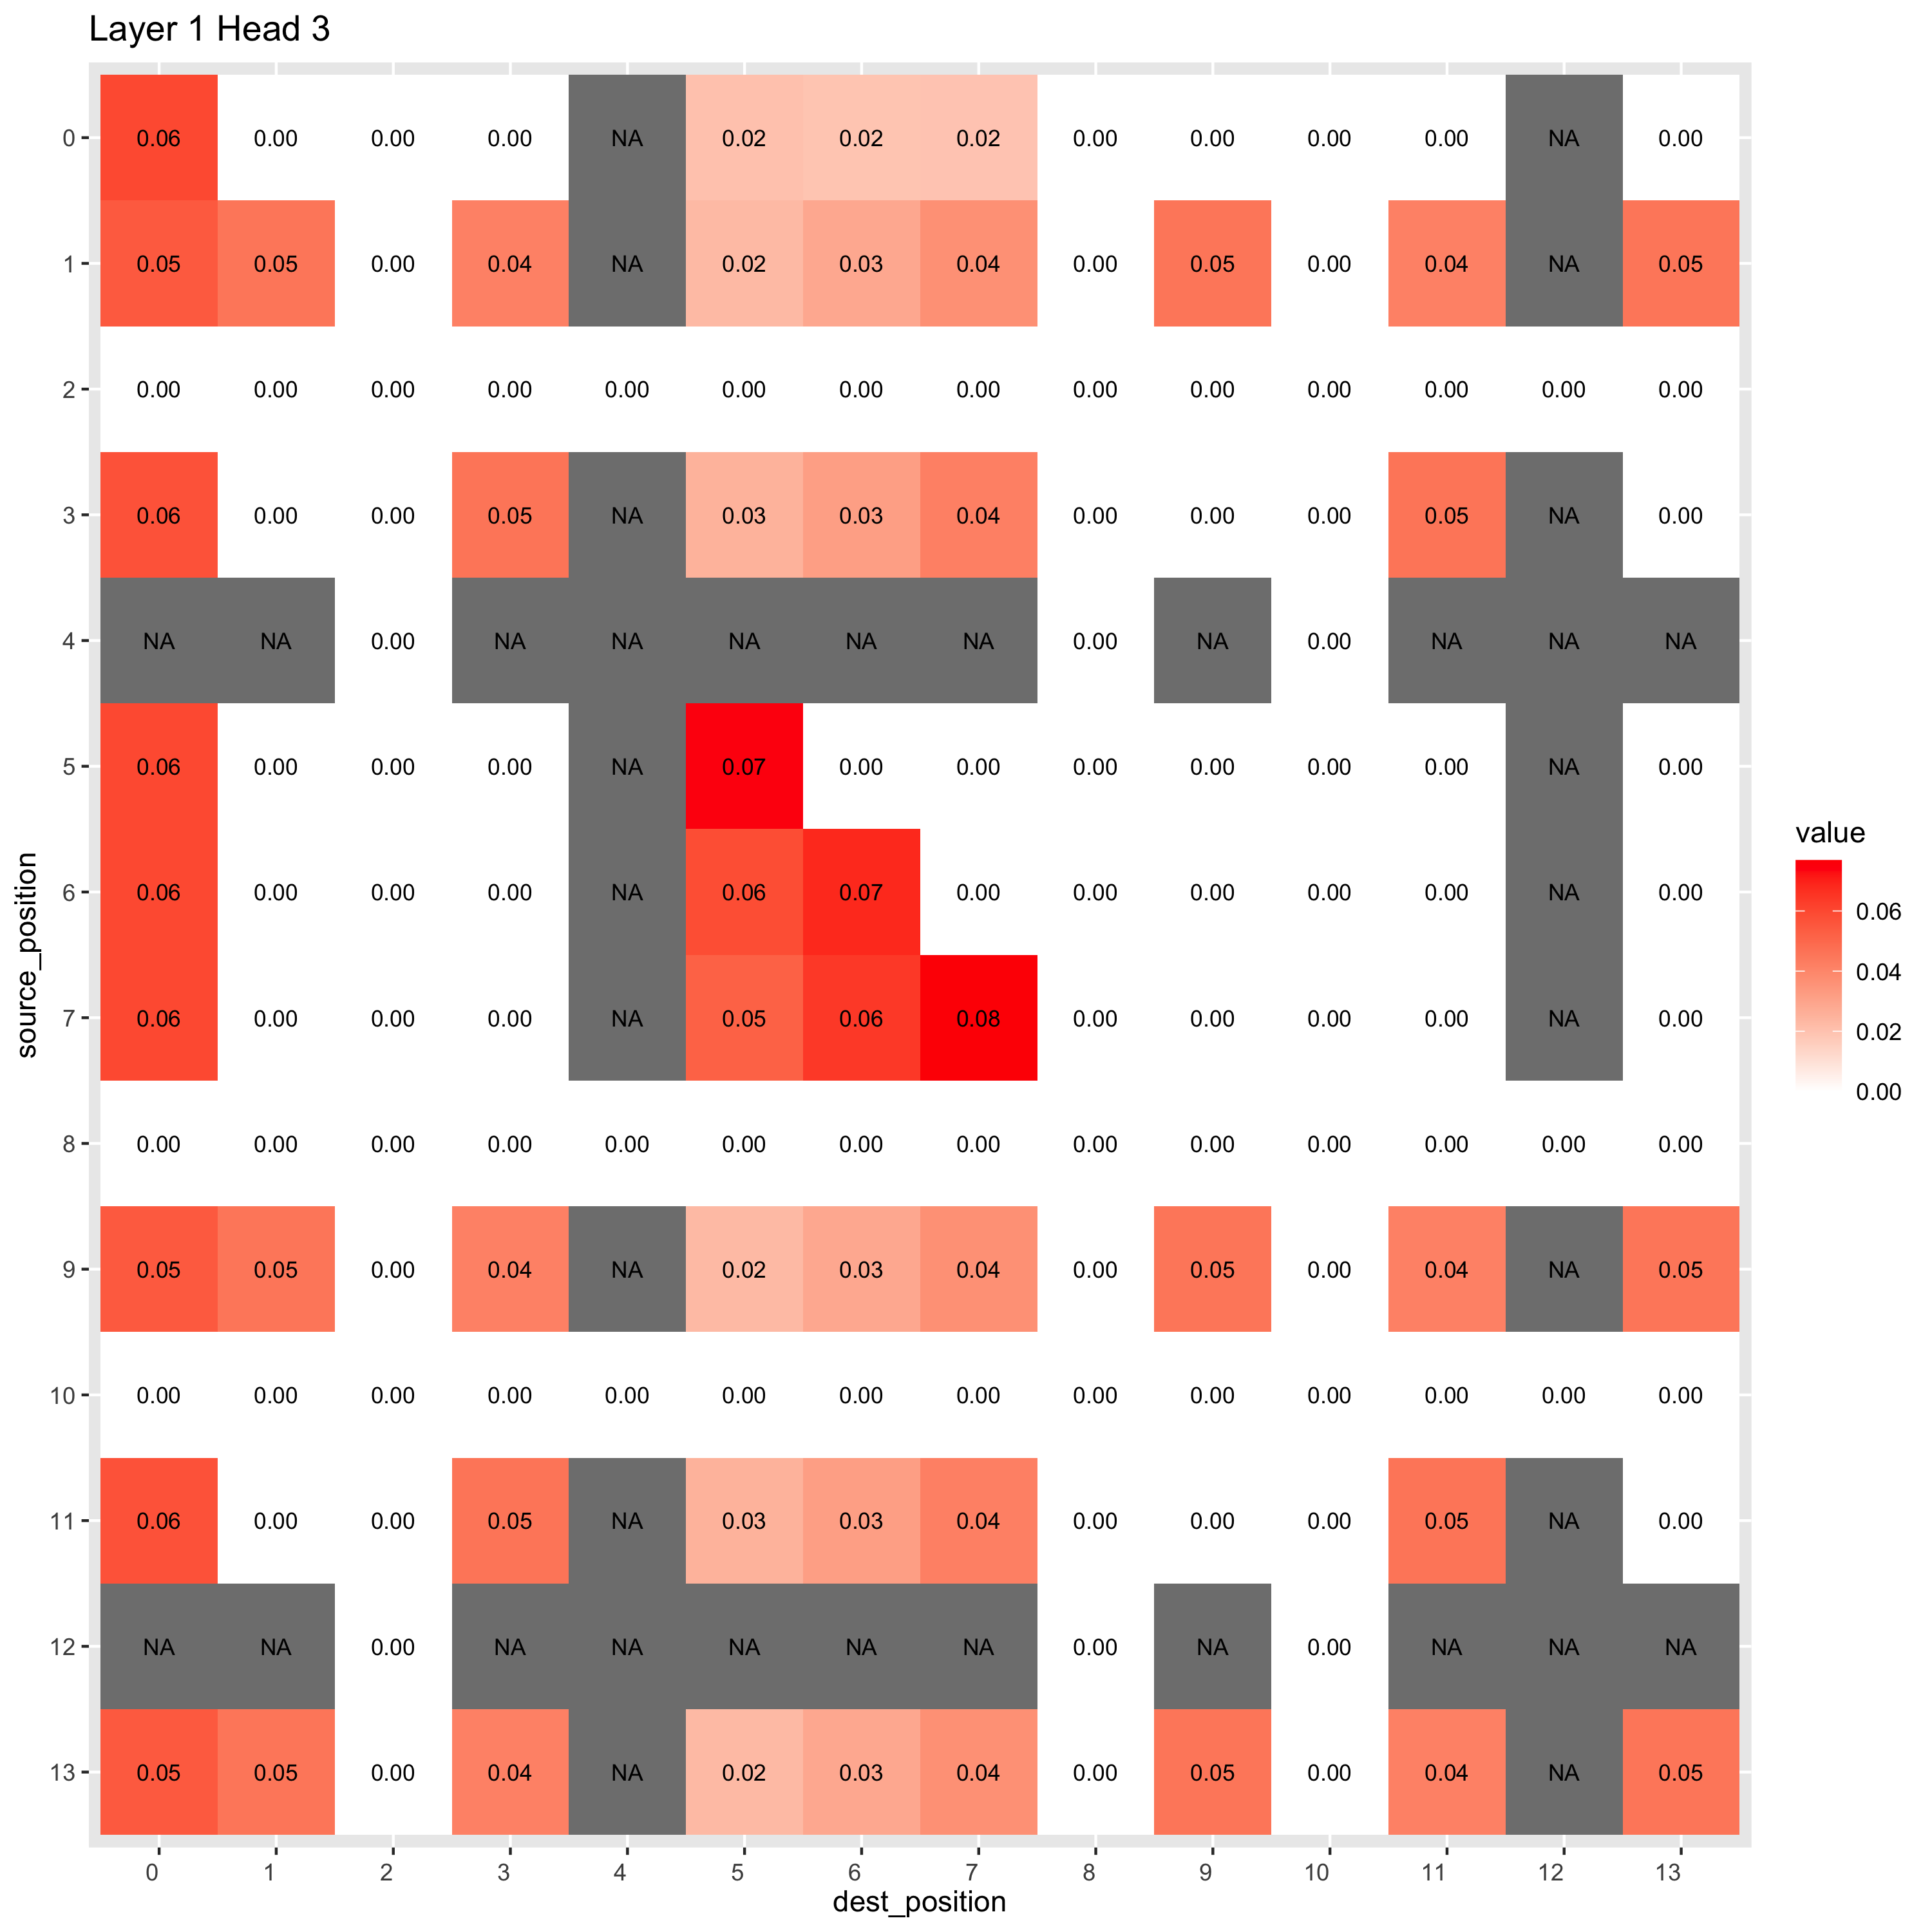 Layer 1 Head 3
0 0.06 0.00 0.00 0.00 NA 0.02 0.02 0.02 0.00 0.00 0.00 0.00 NA 0.00
1 0.05 0.05 0.00 0.04 NA 0.02 0.03 0.04 0.00 0.05 0.00 0.04 NA 0.05
2 0.00 0.00 0.00 0.00 0.00 0.00 0.00 0.00 0.00 0.00 0.00 0.00 0.00 0.00
3 0.06 0.00 0.00 0.05 NA 0.03 0.03 0.04 0.00 0.00 0.00 0.05 NA 0.00
4 NA NA 0.00 NA NA NA NA NA 0.00 NA 0.00 NA NA NA
5 0.06 0.00 0.00 0.00 NA 0.07 0.00 0.00 0.00 0.00 0.00 0.00 NA 0.00
6 0.06 0.00 0.00 0.00 NA 0.06 0.07 0.00 0.00 0.00 0.00 0.00 NA 0.00
7 0.06 0.00 0.00 0.00 NA 0.05 0.06 0.08 0.00 0.00 0.00 0.00 NA 0.00
8 0.00 0.00 0.00 0.00 0.00 0.00 0.00 0.00 0.00 0.00 0.00 0.00 0.00 0.00
9 0.05 0.05 0.00 0.04 NA 0.02 0.03 0.04 0.00 0.05 0.00 0.04 NA 0.05
10 0.00 0.00 0.00 0.00 0.00 0.00 0.00 0.00 0.00 0.00 0.00 0.00 0.00 0.00
11 0.06 0.00 0.00 0.05 NA 0.03 0.03 0.04 0.00 0.00 0.00 0.05 NA 0.00
12 NA NA 0.00 NA NA NA NA NA 0.00 NA 0.00 NA NA NA
13 0.05 0.05 0.00 0.04 NA 0.02 0.03 0.04 0.00 0.05 0.00 0.04 NA 0.05
0 1 2 3 4 5 6 7 8 9 10 11 12 13
dest_position
source_position
value
0.06
0.04
0.02
0.00